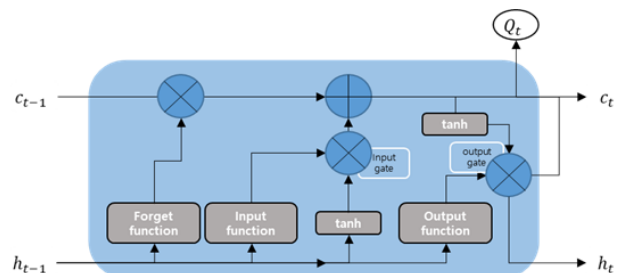 Q_t
c_{t-1}
c_t
tanh
Input
gate
output
gate
Forget
function
Input
function
tanh
Output
function
h_{t-1}
h_t